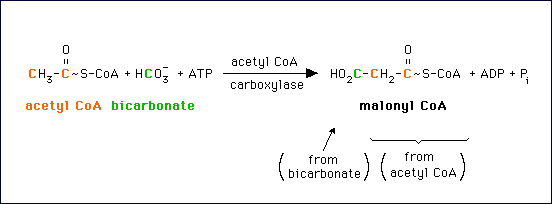 O
O
acetyl CoA
CH₃–C~S–CoA + HCO₃⁻ + ATP
HO₂C–CH₂–C~S–CoA + ADP + Pᵢ
carboxylase
acetyl CoA bicarbonate
malonyl CoA
(from bicarbonate)
(from acetyl CoA)